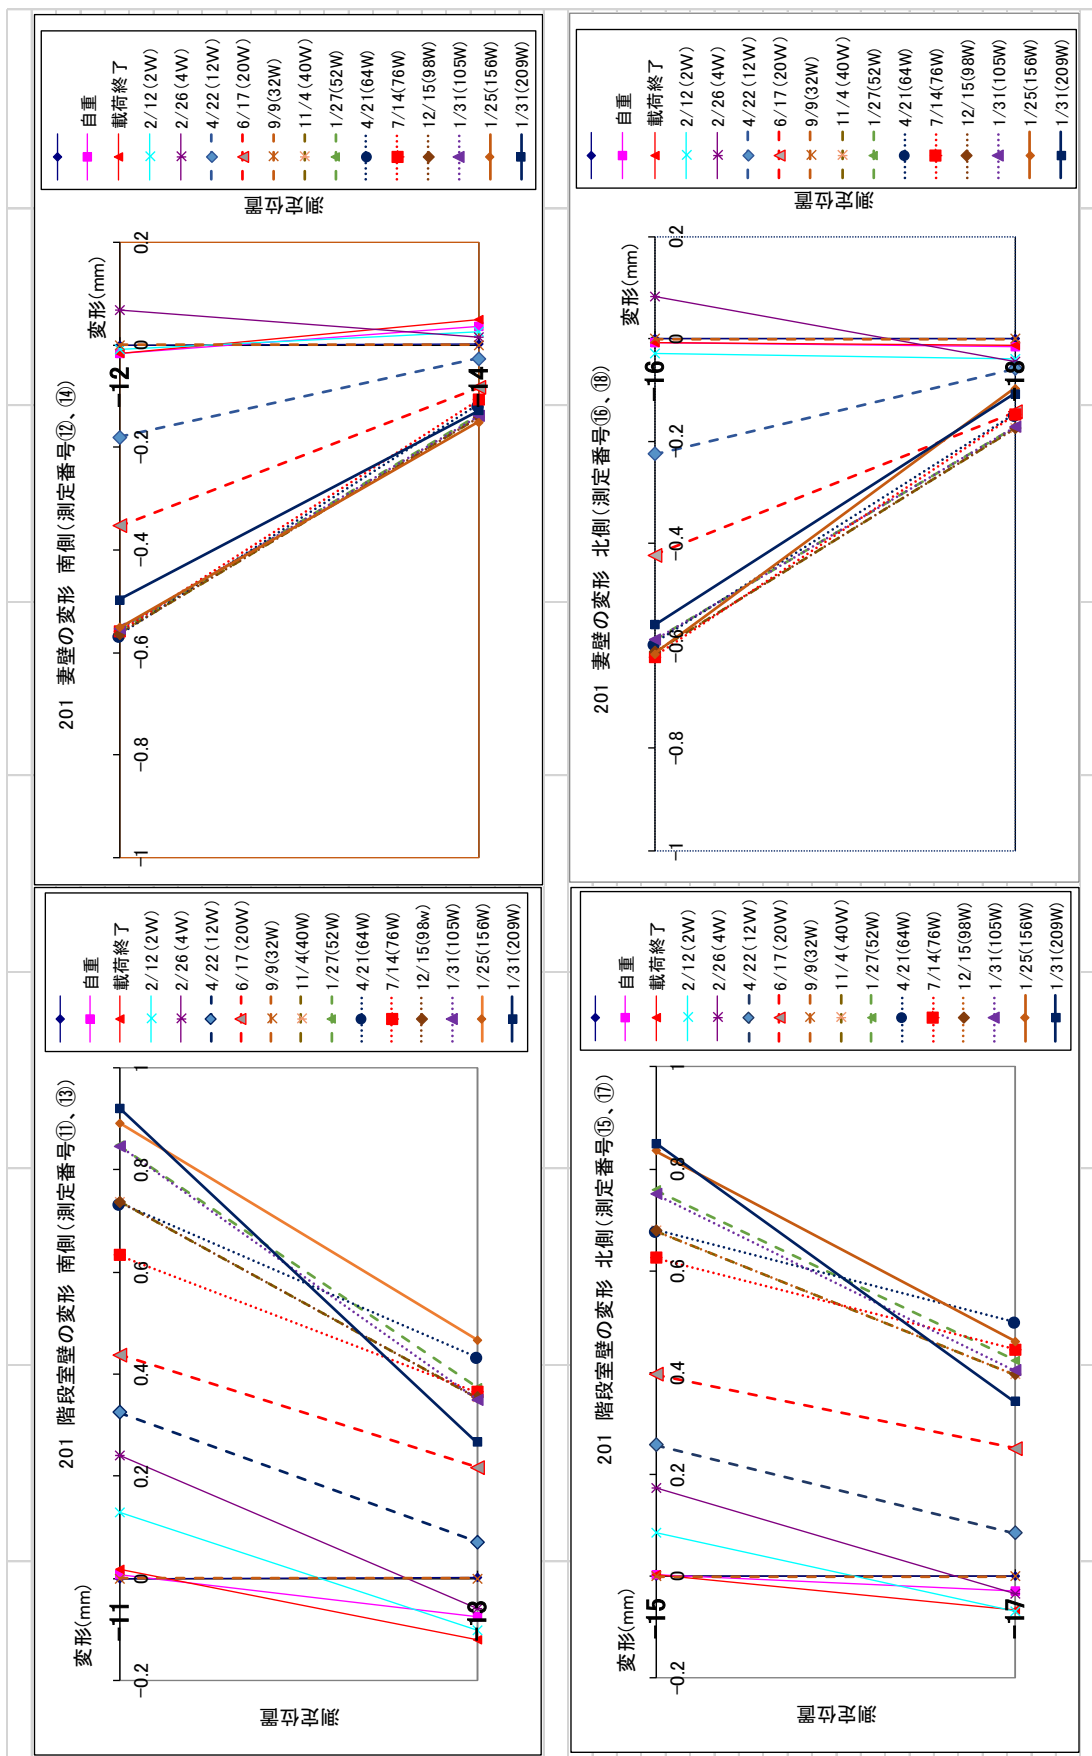 201 階段室壁の変形 南側(測定番号⑪、⑬)
変形(mm)
-0.2
0
0.2
0.4
0.6
0.8
1
-11
-13
測定位置
自重
載荷終了
2/12(2W)
2/26(4W)
4/22 (12W)
6/17 (20W)
9/9(32W)
11/4(40W)
1/27(52W)
4/21(64W)
7/14(76W)
12/15(98w)
1/31(105W)
1/25(156W)
1/31(209W)
201 妻壁の変形 南側(測定番号⑫、⑭)
変形(mm)
-1
-0.8
-0.6
-0.4
-0.2
0
0.2
-12
-14
測定位置
自重
載荷終了
2/12(2W)
2/26(4W)
4/22 (12W)
6/17 (20W)
9/9(32W)
11/4(40W)
1/27(52W)
4/21(64W)
7/14(76W)
12/15(98W)
1/31(105W)
1/25(156W)
1/31(209W)
201 階段室壁の変形 北側(測定番号⑮、⑰)
変形(mm)
-0.2
0
0.2
0.4
0.6
0.8
1
-15
-17
測定位置
自重
載荷終了
2/12(2W)
2/26(4W)
4/22 (12W)
6/17 (20W)
9/9(32W)
11/4(40W)
1/27(52W)
4/21(64W)
7/14(76W)
12/15(98W)
1/31(105W)
1/25(156W)
1/31(209W)
201 妻壁の変形 北側(測定番号⑯、⑱)
変形(mm)
-1
-0.8
-0.6
-0.4
-0.2
0
0.2
-16
-18
測定位置
自重
載荷終了
2/12(2W)
2/26(4W)
4/22 (12W)
6/17 (20W)
9/9(32W)
11/4(40W)
1/27(52W)
4/21(64W)
7/14(76W)
12/15(98W)
1/31(105W)
1/25(156W)
1/31(209W)